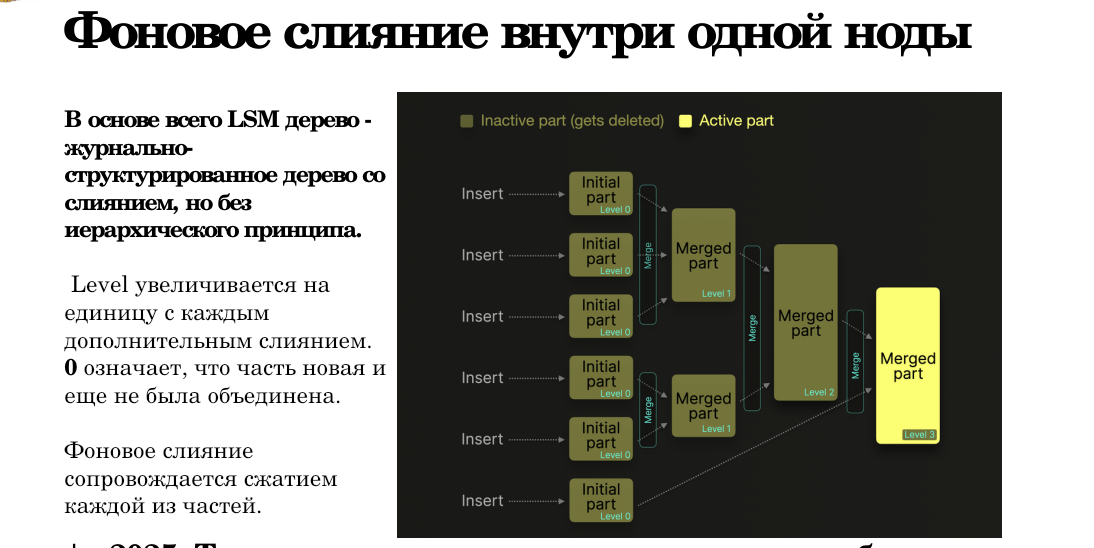 Фоновое слияние внутри одной ноды
В основе всего LSM дерево -
журнально-
структурированное дерево со
слиянием, но без
иерархического принципа.
Level увеличивается на
единицу с каждым
дополнительным слиянием.
0 означает, что часть новая и
еще не была объединена.
Фоновое слияние
сопровождается сжатием
каждой из частей.
Inactive part (gets deleted)
Active part
Insert
Initial
part
Level 0
Insert
Initial
part
Level 0
Insert
Initial
part
Level 0
Insert
Initial
part
Level 0
Insert
Initial
part
Level 0
Insert
Initial
part
Level 0
Merge
Merge
Merged
part
Level 1
Merged
part
Level 1
Merge
Merged
part
Level 2
Merge
Merged
part
Level 3